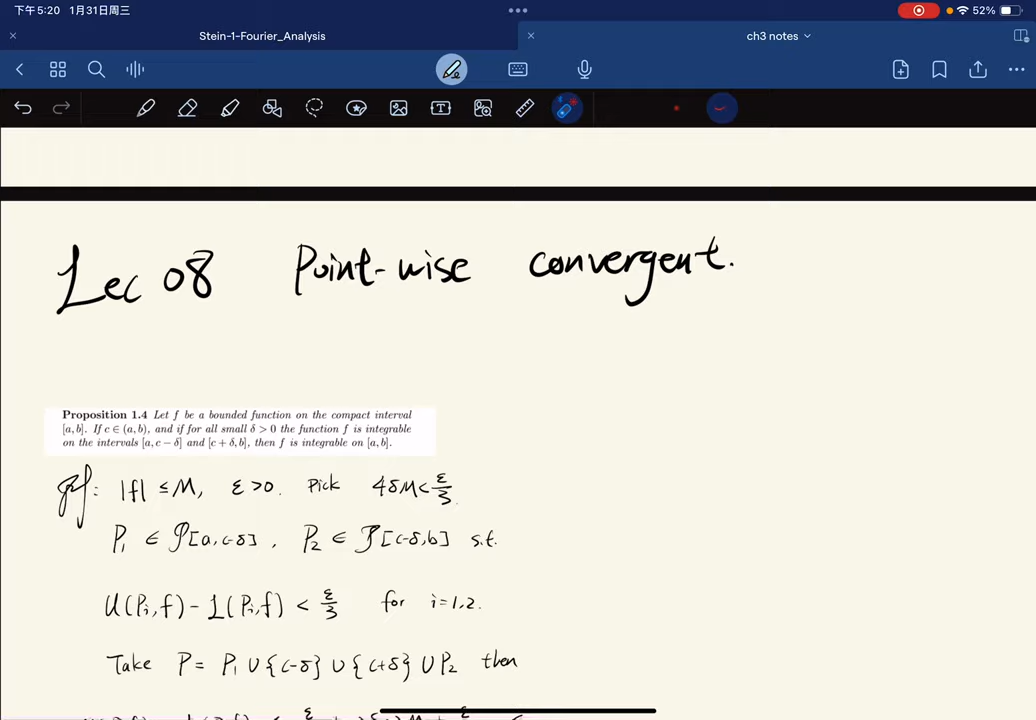 下午5:20 1月31日周三
52%
Stein-1-Fourier_Analysis
ch3 notes
Lec 08 Point-wise convergent.
Proposition 1.4 Let f be a bounded function on the compact interval
[a, b]. If c ∈ (a, b), and if for all small δ > 0 the function f is integrable
on the intervals [a, c − δ] and [c + δ, b], then f is integrable on [a, b].
pf: |f| ≤ M, ε > 0. Pick 4δM < ε/3.
P₁ ∈ 𝒫[a, c-δ], P₂ ∈ 𝒫[c-δ, b] s.t.
U(Pᵢ, f) - L(Pᵢ, f) < ε/3 for i=1,2.
Take P = P₁ ∪ {c-δ} ∪ {c+δ} ∪ P₂ then